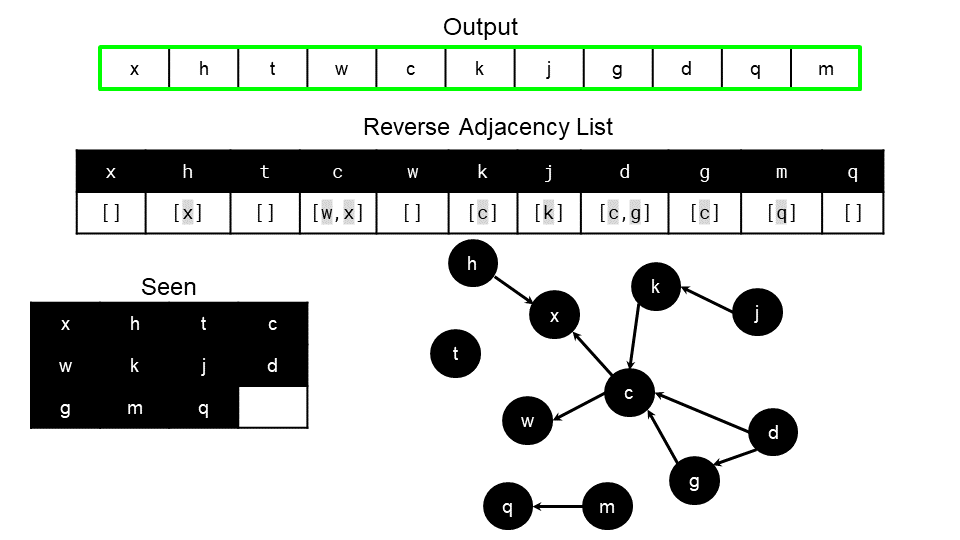 Output
x h t w c k j g d q m
Reverse Adjacency List
x h t c w k j d g m q
[] [x] [] [w,x] [] [c] [k] [c,g] [c] [q] []
Seen
x h t c
w k j d
g m q
h
k
x
j
t
c
w
d
g
q
m